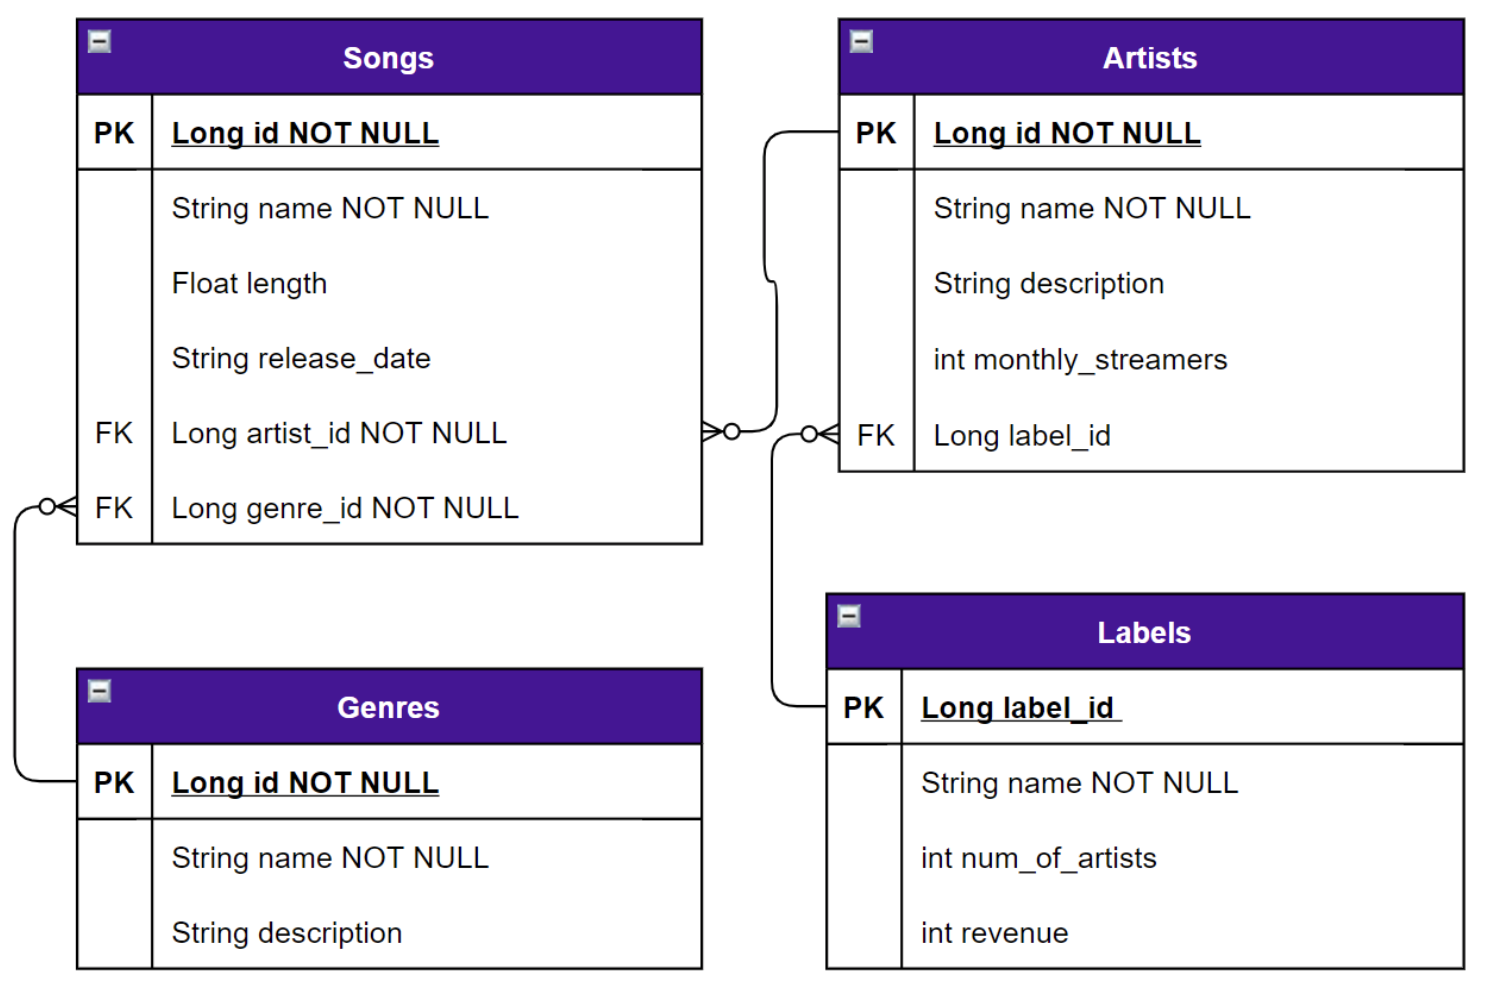 Songs
PK Long id NOT NULL
String name NOT NULL
Float length
String release_date
FK Long artist_id NOT NULL
FK Long genre_id NOT NULL
Artists
PK Long id NOT NULL
String name NOT NULL
String description
int monthly_streamers
FK Long label_id
Genres
PK Long id NOT NULL
String name NOT NULL
String description
Labels
PK Long label_id
String name NOT NULL
int num_of_artists
int revenue